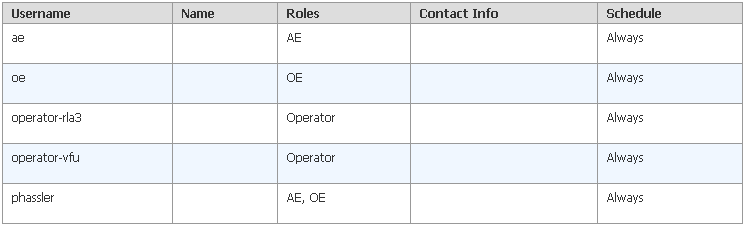 Username Name Roles Contact Info Schedule
ae AE Always
oe OE Always
operator-rla3 Operator Always
operator-vfu Operator Always
phassler AE, OE Always